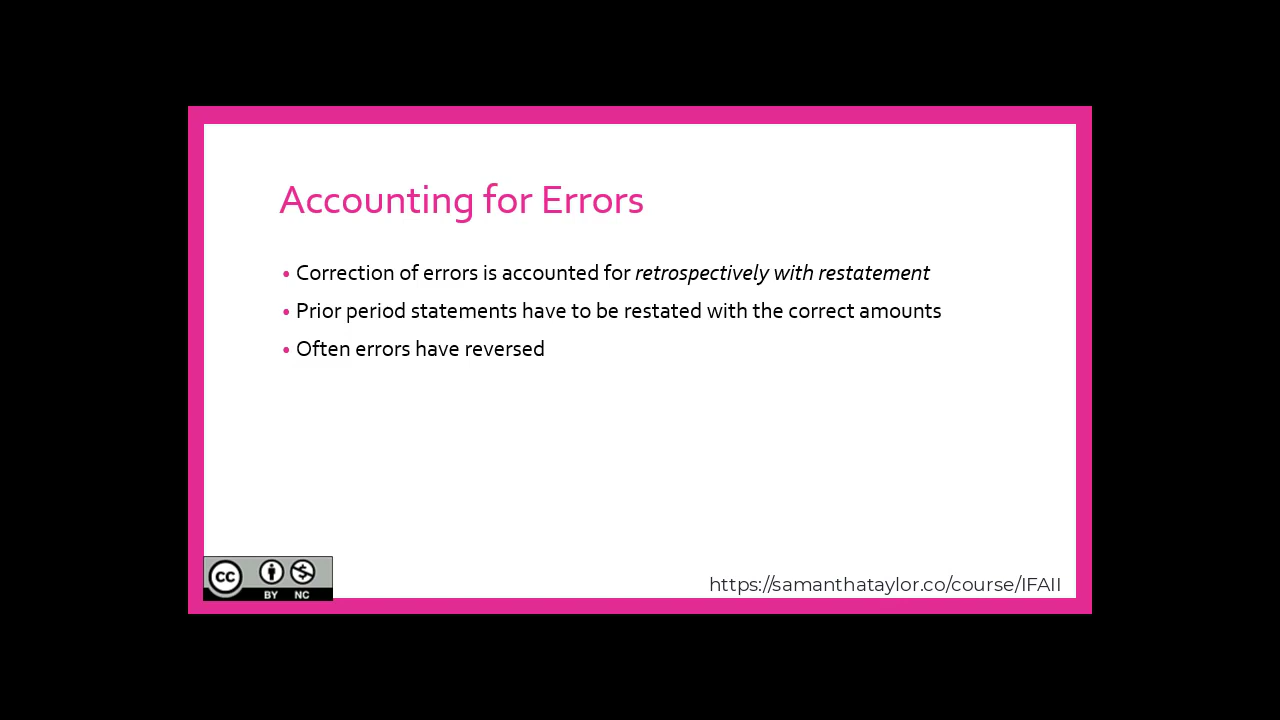 Accounting for Errors
• Correction of errors is accounted for retrospectively with restatement
• Prior period statements have to be restated with the correct amounts
• Often errors have reversed
cc
BY NC
https://samanthataylor.co/course/IFAII